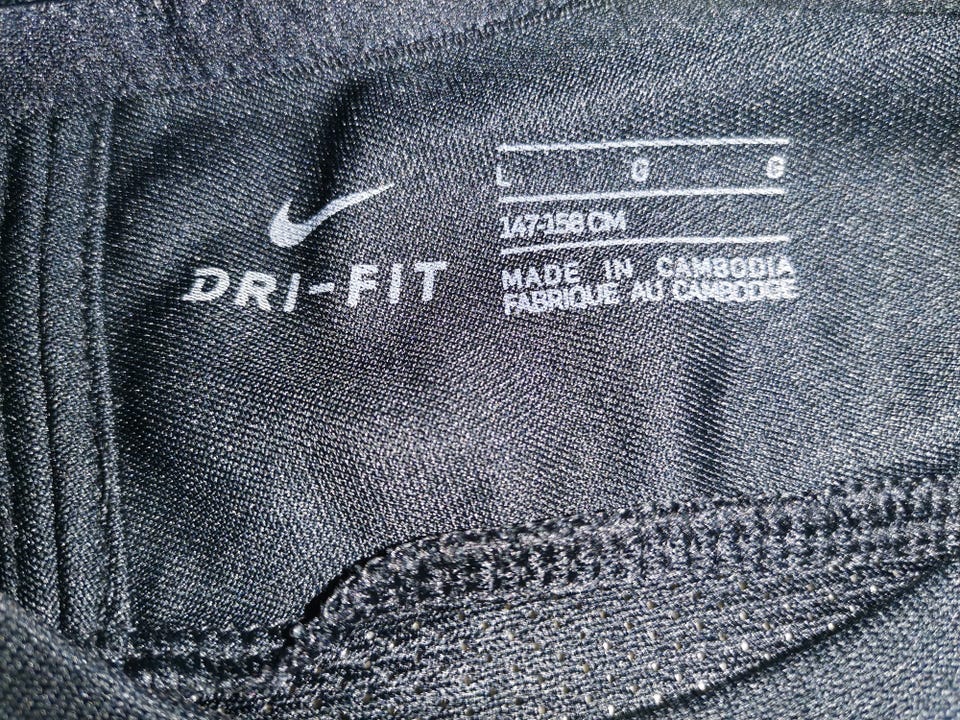 DRI-FIT
L G G
147-158 CM
MADE IN CAMBODIA
FABRIQUE AU CAMBODGE